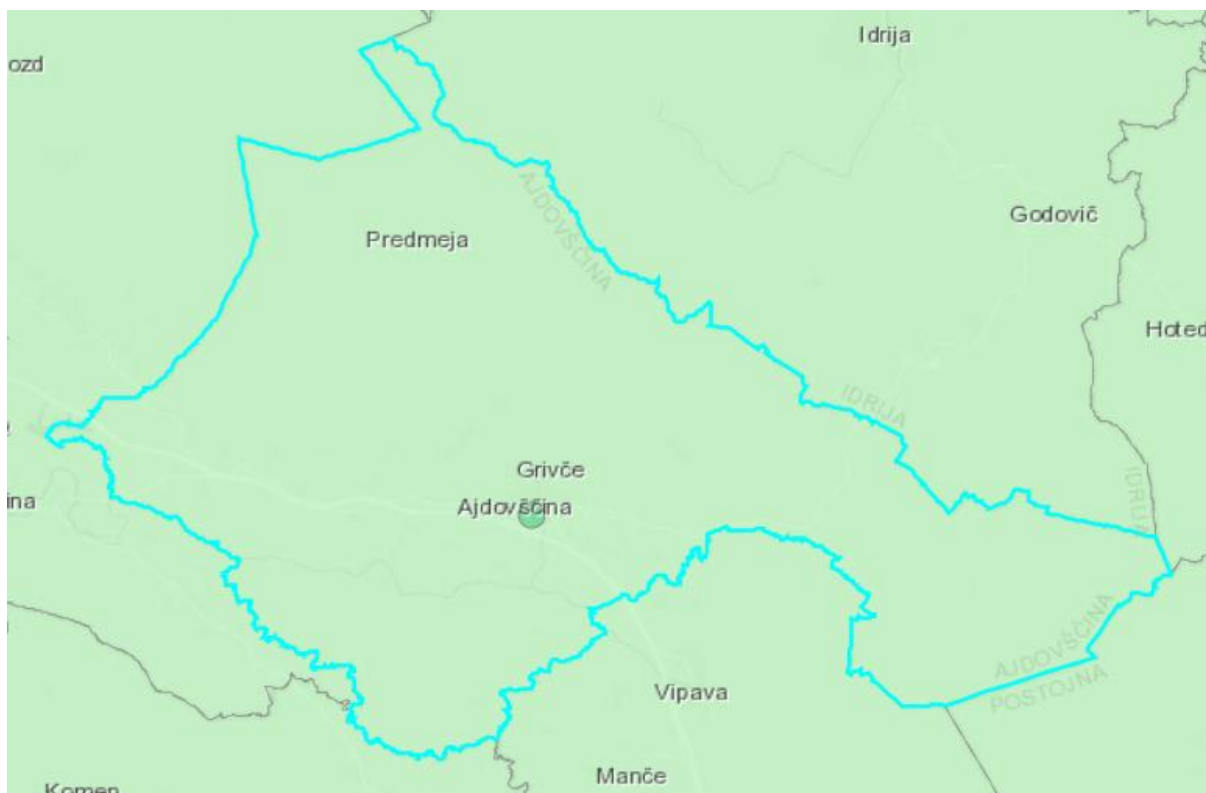 Idrija
ozd
AJDOVŠČINA
Godovič
Predmeja
Hoted
IDRIJA
Grivče
IDRIJA
ina
Ajdovščina
AJDOVŠČINA
POSTOJNA
Vipava
Manče
Komen